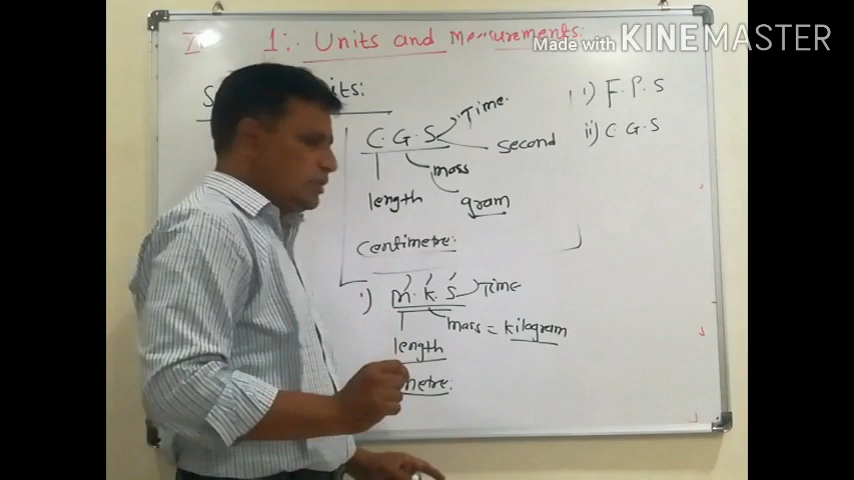 1:. Units and Measurements:
Made with KINEMASTER
i) F.P.S
ii) C.G.S
C.G.S Time.
Second
mass
length gram
Centimetre:
i) M.K.S Time
mass = kilogram
length
metre: